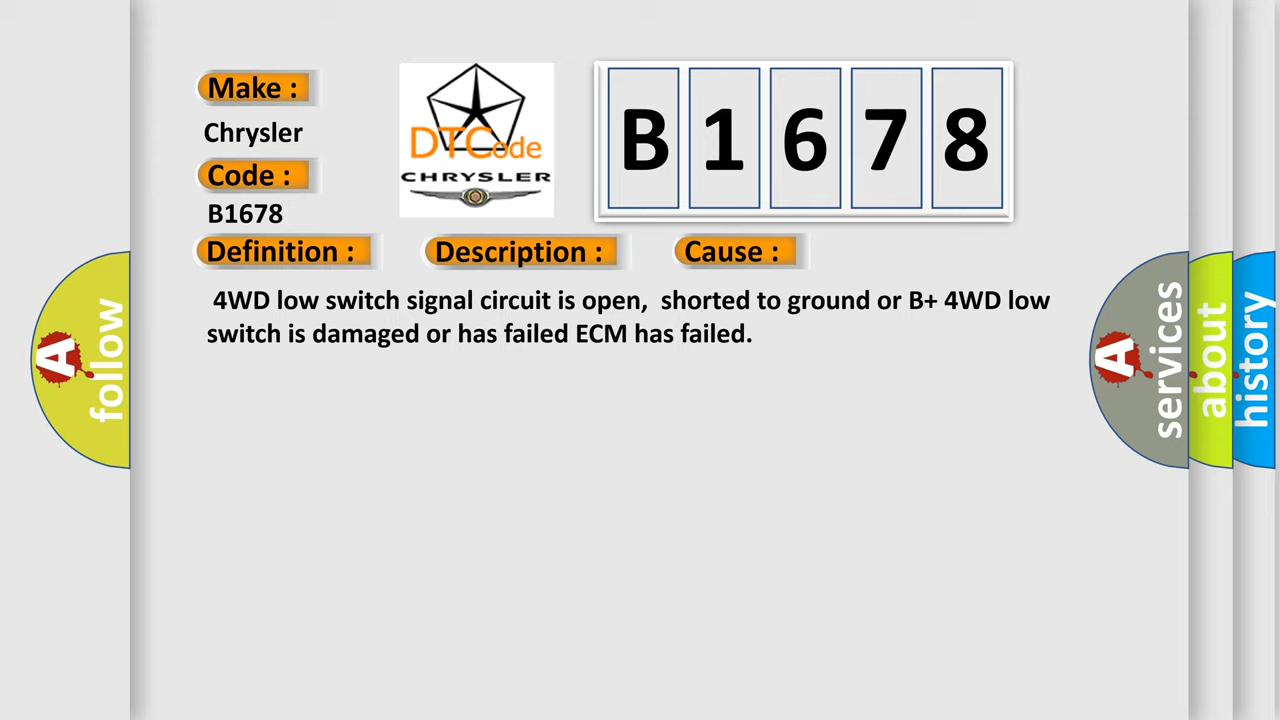 Make :
Chrysler
Code :
B1678
DTCode
CHRYSLER
B 1 6 7 8
Definition :
Description :
Cause :
4WD low switch signal circuit is open, shorted to ground or B+ 4WD low
switch is damaged or has failed ECM has failed.
A follow
A services
about
history